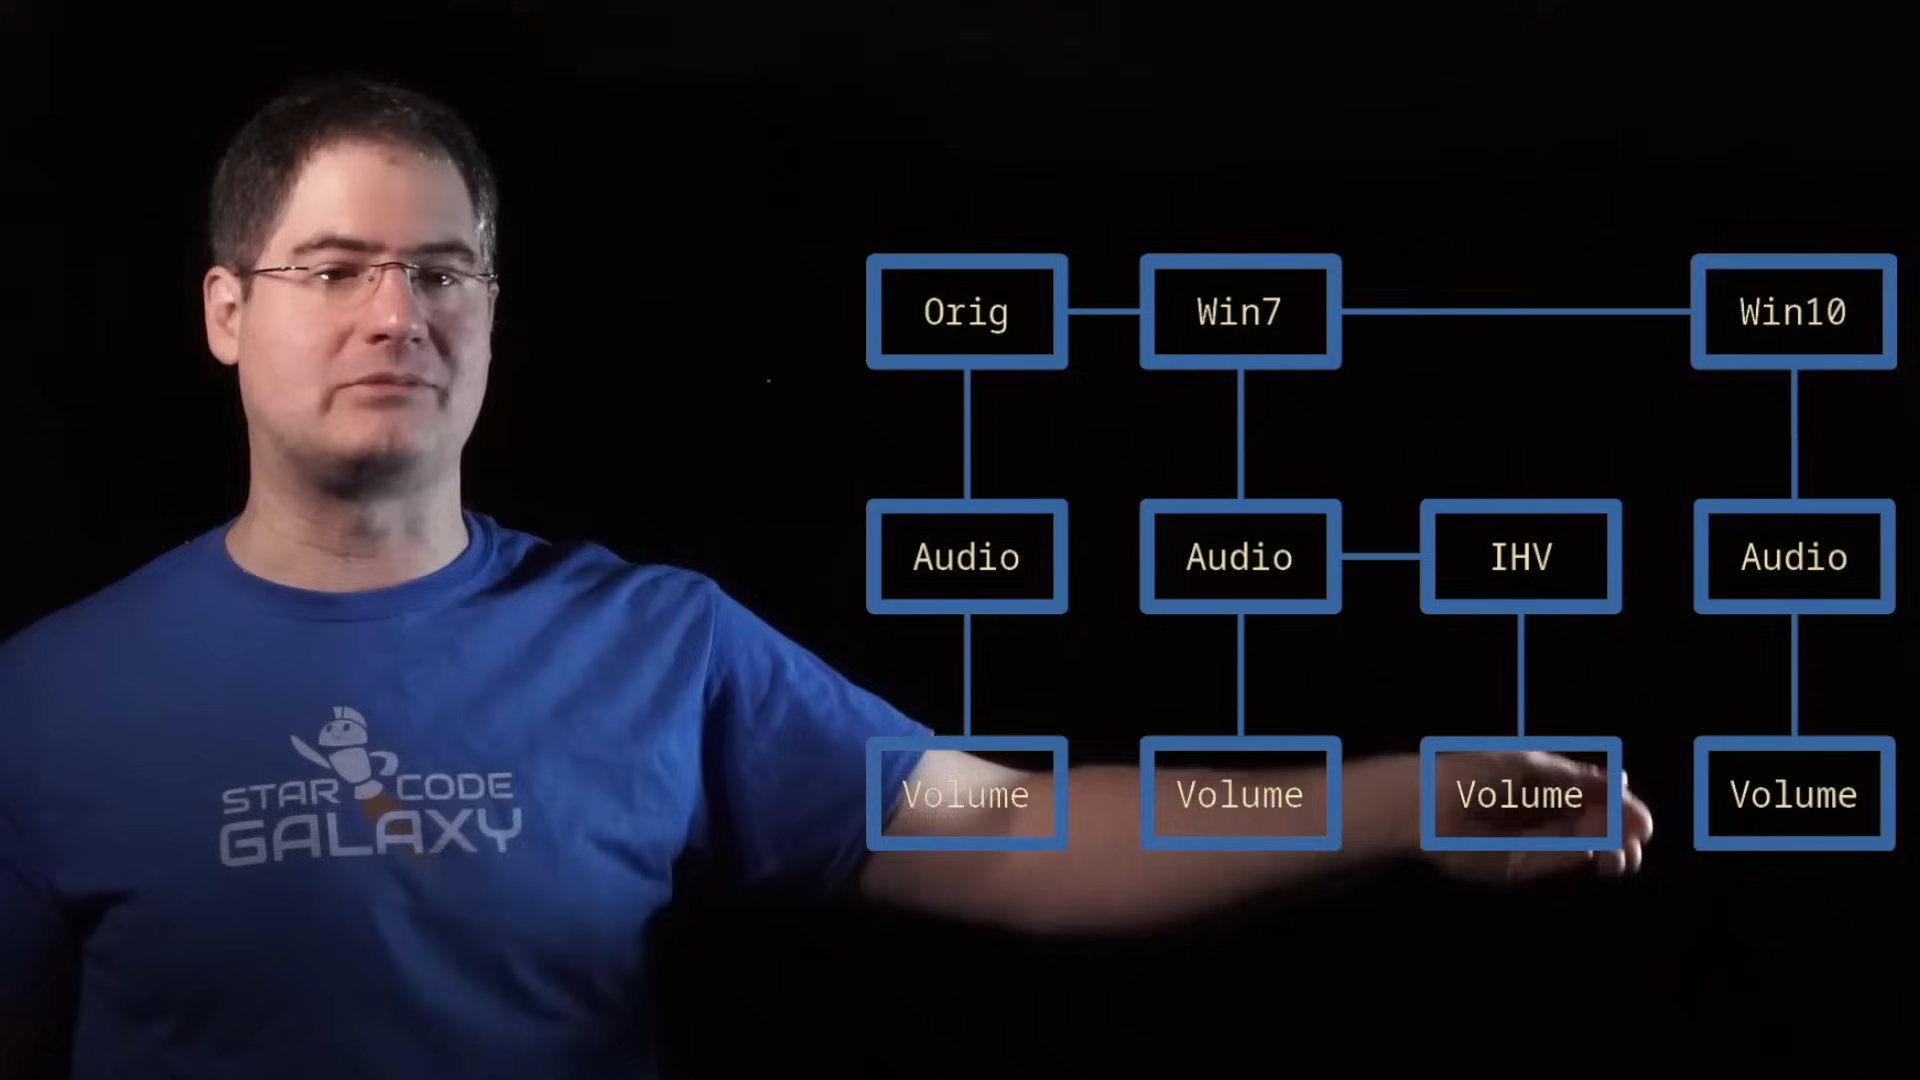 Orig Win7 Win10
Audio Audio IHV Audio
Volume Volume Volume Volume
STAR CODE
GALAXY